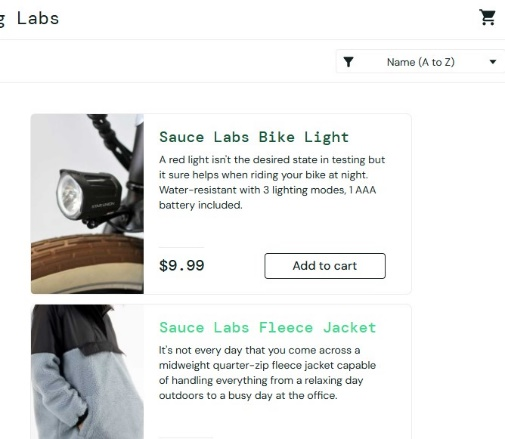 g Labs
Name (A to Z)
Sauce Labs Bike Light
A red light isn't the desired state in testing but
it sure helps when riding your bike at night.
Water-resistant with 3 lighting modes, 1 AAA
battery included.
$9.99
Add to cart
Sauce Labs Fleece Jacket
It's not every day that you come across a
midweight quarter-zip fleece jacket capable
of handling everything from a relaxing day
outdoors to a busy day at the office.